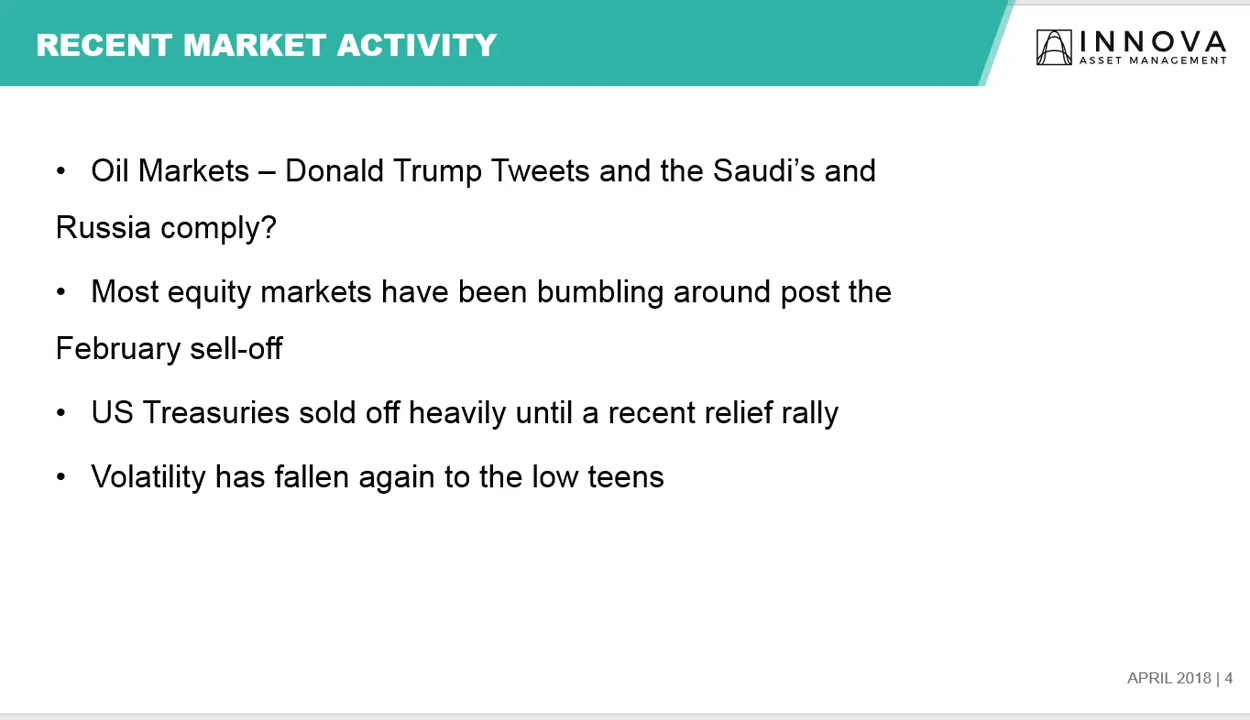 RECENT MARKET ACTIVITY
INNOVA
ASSET MANAGEMENT
• Oil Markets – Donald Trump Tweets and the Saudi’s and
Russia comply?
• Most equity markets have been bumbling around post the
February sell-off
• US Treasuries sold off heavily until a recent relief rally
• Volatility has fallen again to the low teens
APRIL 2018 | 4